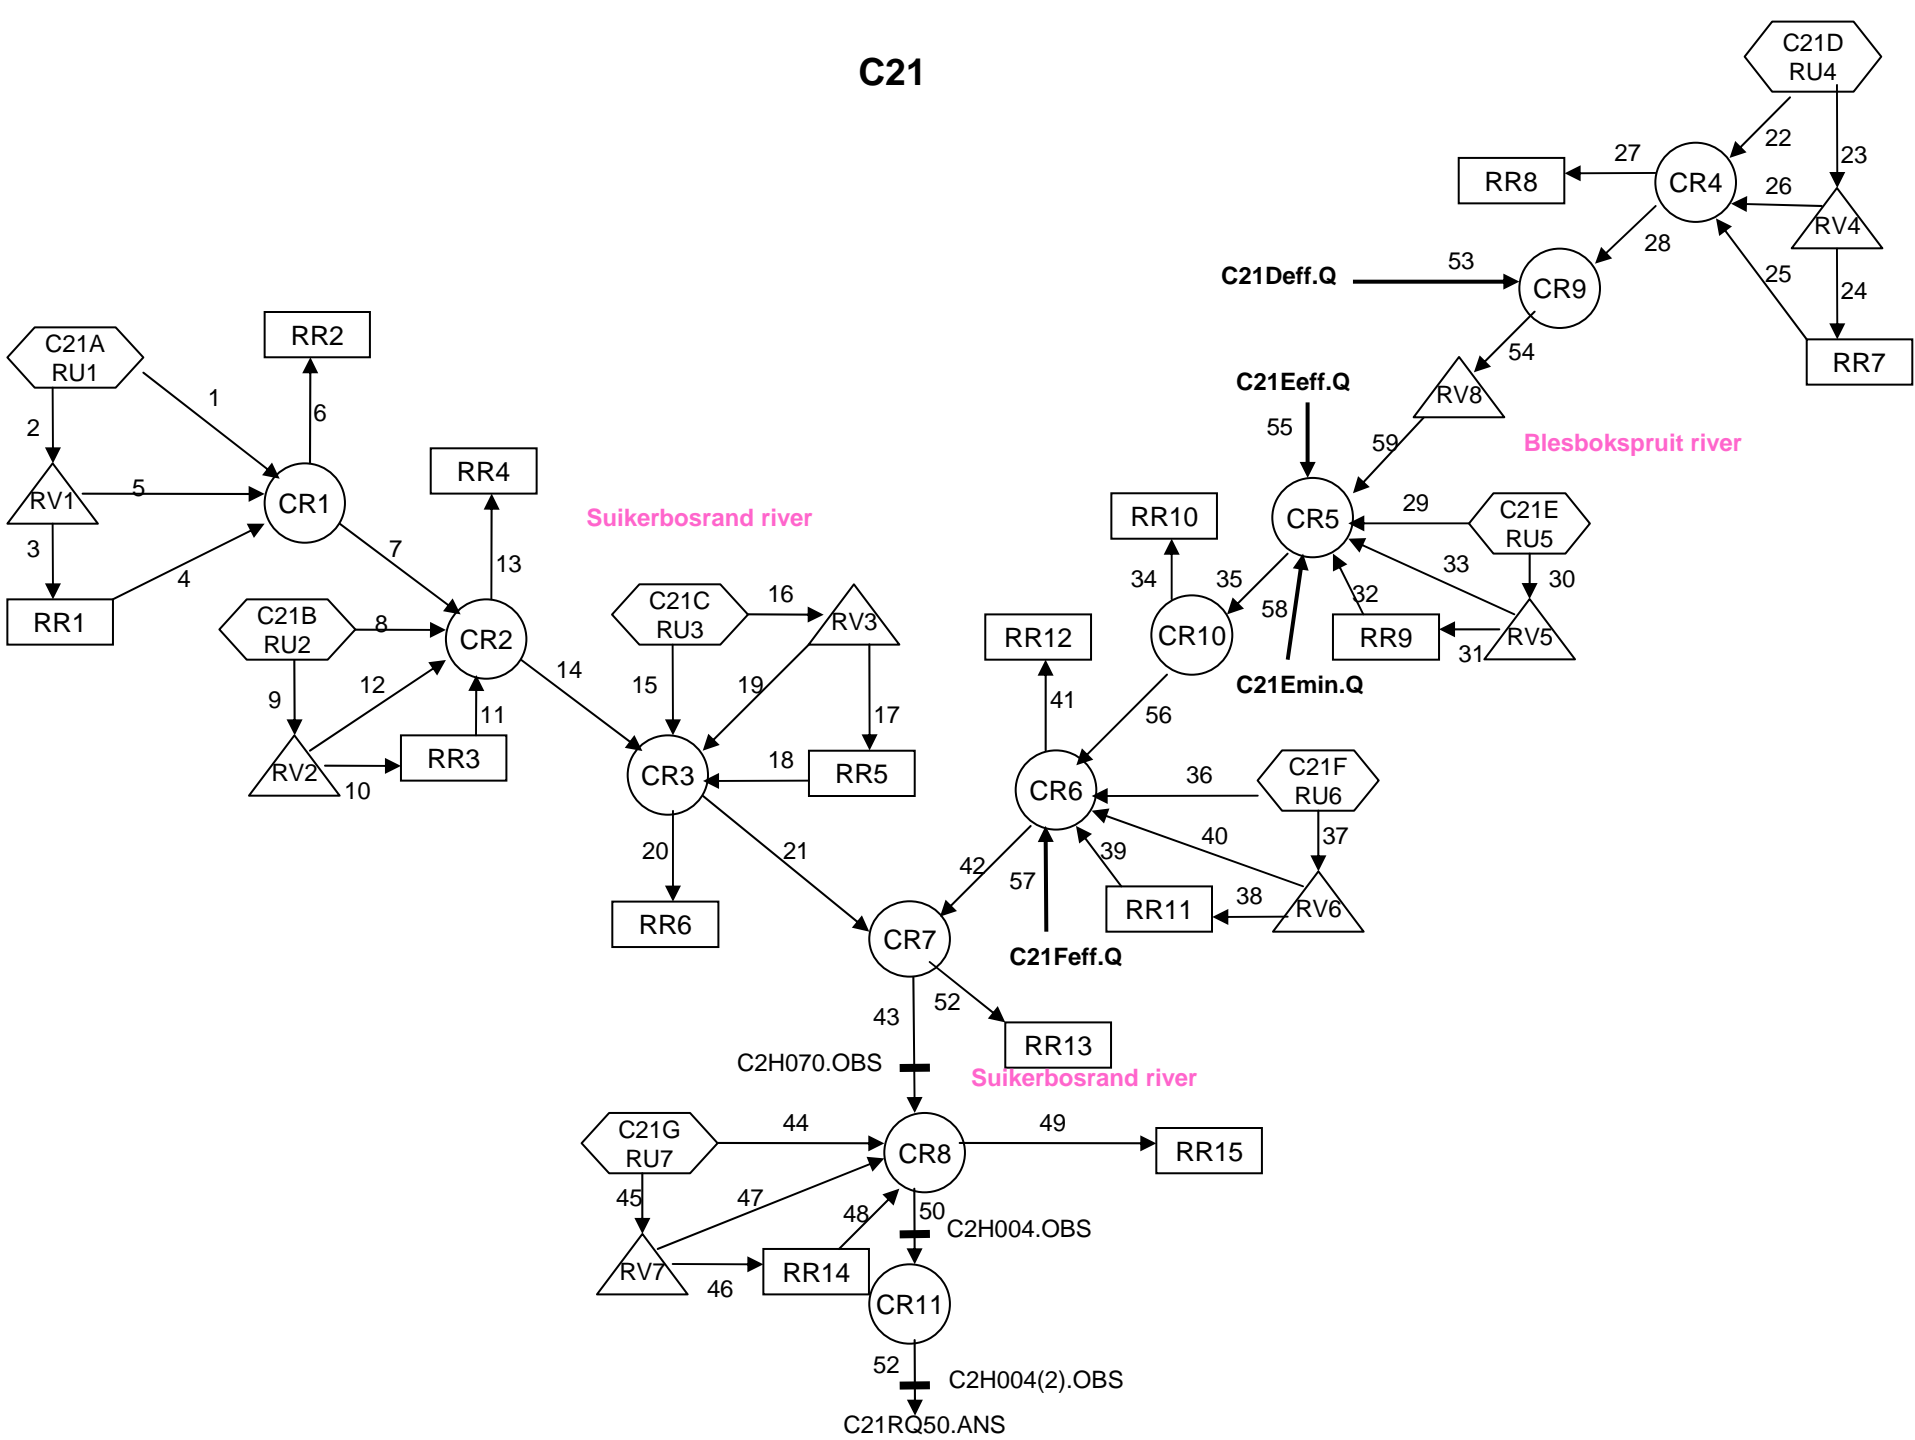 C21
C21D
RU4
22
23
27
RR8
CR4
26
RV4
28
25
24
C21Deff.Q
53
CR9
RR7
54
RR2
C21A
RU1
1
6
2
C21Eeff.Q
RV8
55
59
Blesbokspruit river
RR4
RV1
5
CR1
Suikerbosrand river
RR10
CR5
29
C21E
RU5
3
7
4
13
34
35
58
33
30
32
RR1
C21B
RU2
8
CR2
C21C
RU3
16
RV3
RR12
CR10
RR9
31
RV5
C21Emin.Q
9
12
11
14
15
19
17
41
56
RV2
10
RR3
CR3
18
RR5
CR6
36
C21F
RU6
20
21
42
57
39
40
37
RR6
CR7
RR11
38
RV6
C21Feff.Q
43
52
RR13
C2H070.OBS
Suikerbosrand river
C21G
RU7
44
CR8
49
RR15
45
47
48
50
C2H004.OBS
RV7
46
RR14
CR11
52
C2H004(2).OBS
C21RQ50.ANS